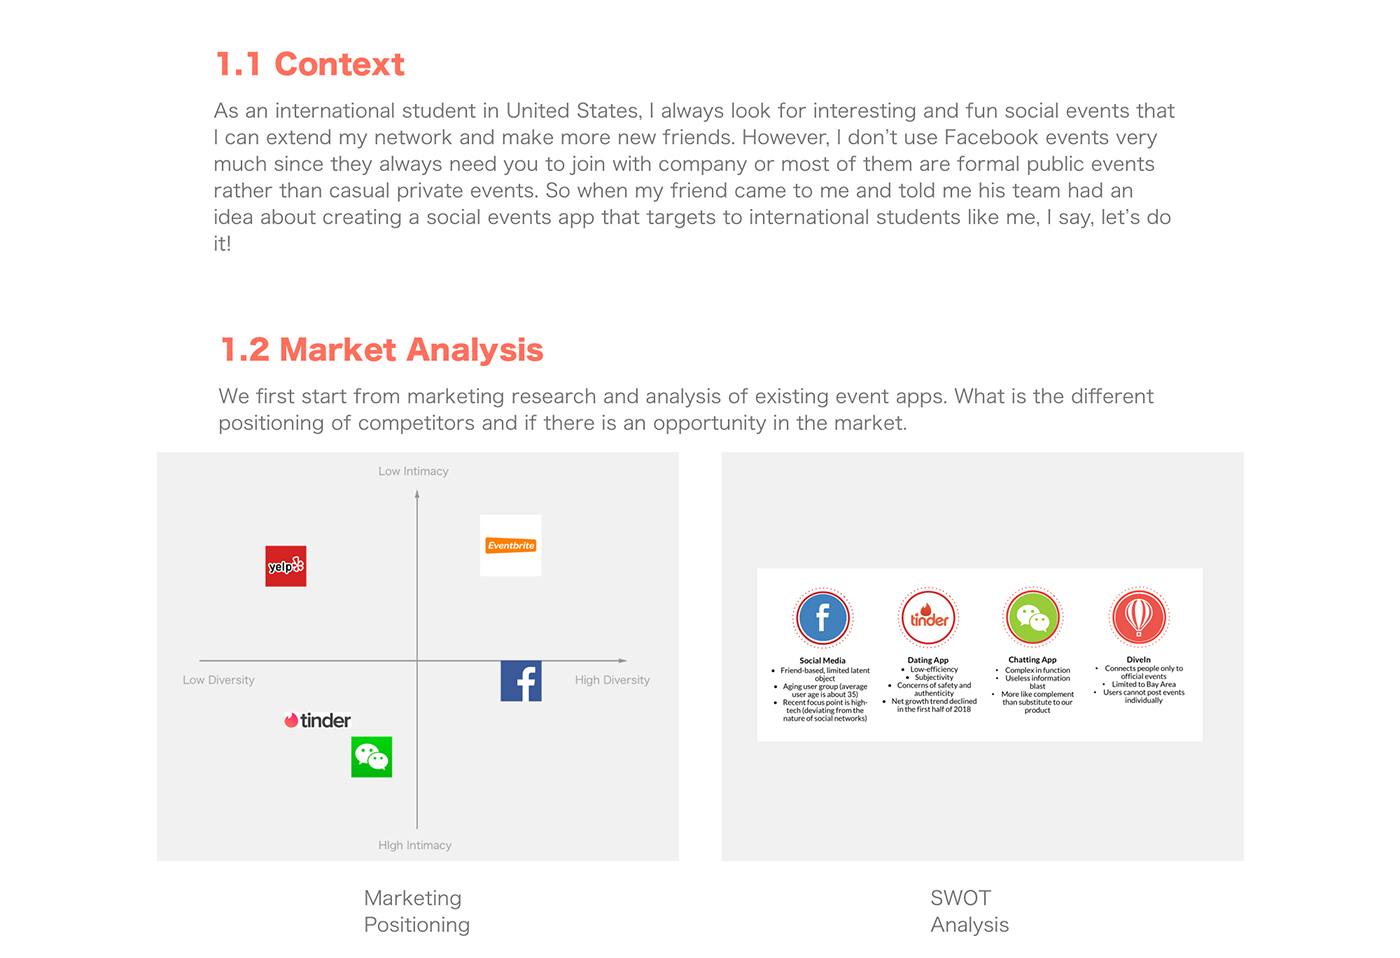 1.1 Context
As an international student in United States, I always look for interesting and fun social events that
I can extend my network and make more new friends. However, I don't use Facebook events very
much since they always need you to join with company or most of them are formal public events
rather than casual private events. So when my friend came to me and told me his team had an
idea about creating a social events app that targets to international students like me, I say, let's do
it!
1.2 Market Analysis
We first start from marketing research and analysis of existing event apps. What is the different
positioning of competitors and if there is an opportunity in the market.
Low Intimacy
yelp
Eventbrite
Low Diversity
f
High Diversity
tinder
HIgh Intimacy
Marketing
Positioning
f
Social Media
• Friend-based, limited latent
object
• Aging user group (average
user age is about 35)
• Recent focus point is high-
tech (deviating from the
nature of social networks)
tinder
Dating App
• Low-efficiency
• Subjectivity
• Concerns of safety and
authenticity
• Net growth trend declined
in the first half of 2018
Chatting App
• Complex in function
• Useless information
blast
• More like complement
than substitute to our
product
DiveIn
• Connects people only to
official events
• Limited to Bay Area
• Users cannot post events
individually
SWOT
Analysis